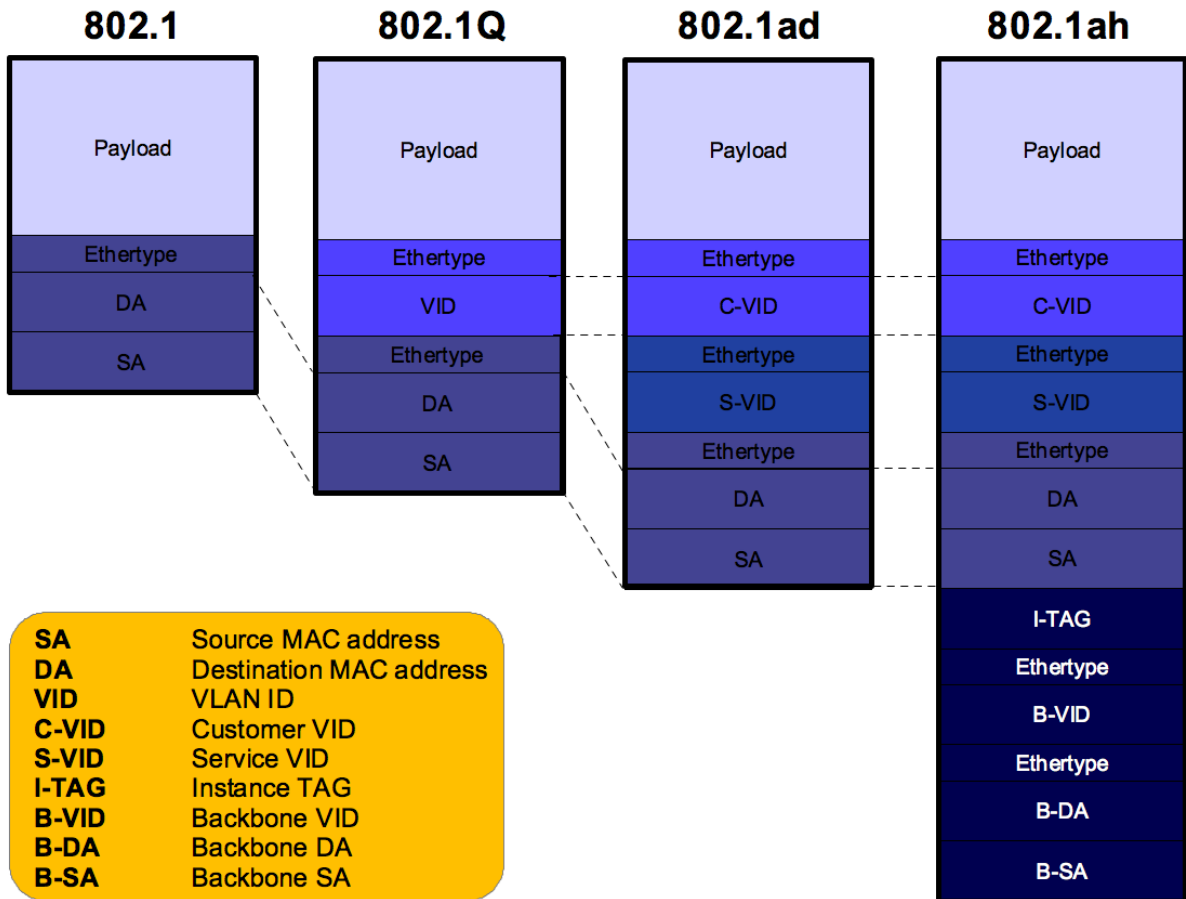 802.1
Payload
Ethertype
DA
SA
802.1Q
Payload
Ethertype
VID
Ethertype
DA
SA
802.1ad
Payload
Ethertype
C-VID
Ethertype
S-VID
Ethertype
DA
SA
802.1ah
Payload
Ethertype
C-VID
Ethertype
S-VID
Ethertype
DA
SA
I-TAG
Ethertype
B-VID
Ethertype
B-DA
B-SA
SA Source MAC address
DA Destination MAC address
VID VLAN ID
C-VID Customer VID
S-VID Service VID
I-TAG Instance TAG
B-VID Backbone VID
B-DA Backbone DA
B-SA Backbone SA